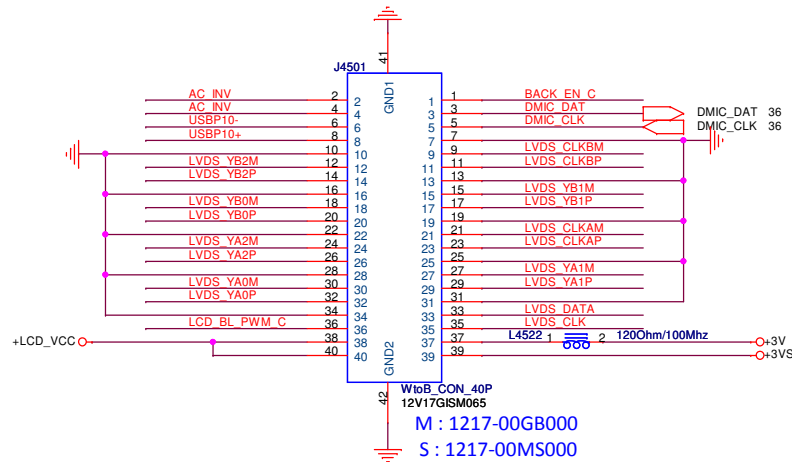 41
J4501
GND1
AC_INV 2 2 1 1 BACK_EN_C
AC_INV 4 4 3 3 DMIC_DAT DMIC_DAT 36
USBP10- 6 6 5 5 DMIC_CLK DMIC_CLK 36
USBP10+ 8 8 7 7
10 10 9 9 LVDS_CLKBM
LVDS_YB2M 12 12 11 11 LVDS_CLKBP
LVDS_YB2P 14 14 13 13
16 16 15 15 LVDS_YB1M
LVDS_YB0M 18 18 17 17 LVDS_YB1P
LVDS_YB0P 20 20 19 19
22 22 21 21 LVDS_CLKAM
LVDS_YA2M 24 24 23 23 LVDS_CLKAP
LVDS_YA2P 26 26 25 25
28 28 27 27 LVDS_YA1M
LVDS_YA0M 30 30 29 29 LVDS_YA1P
LVDS_YA0P 32 32 31 31
34 34 33 33 LVDS_DATA
LCD_BL_PWM_C 36 36 35 35 LVDS_CLK
+LCD_VCC 38 38 37 37 L4522 1 2 120Ohm/100Mhz +3V
40 40 39 39 +3VS
GND2
42
WtoB_CON_40P
12V17GISM065
M : 1217-00GB000
S : 1217-00MS000